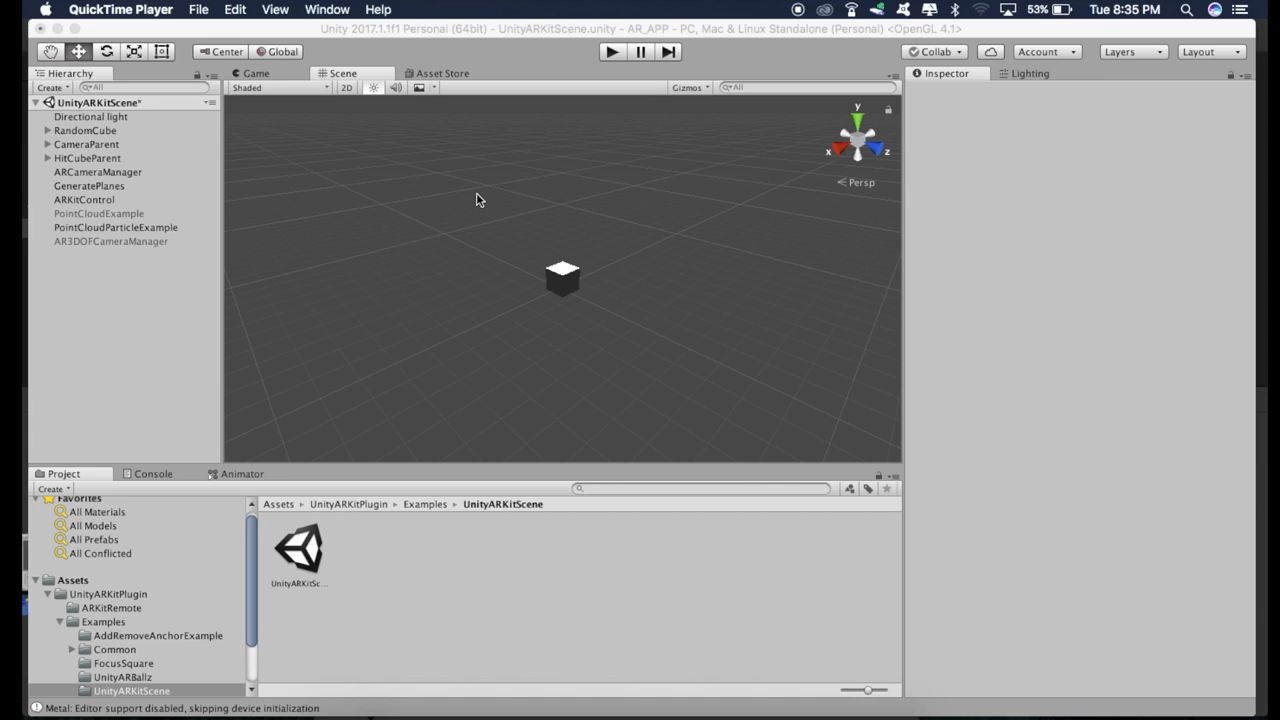 QuickTime Player File Edit View Window Help 53% Tue 8:35 PM
Unity 2017.1.1f1 Personal (64bit) - UnityARKitScene.unity - AR_APP - PC, Mac & Linux Standalone (Personal) <OpenGL 4.1>
Center Global Collab Account Layers Layout
Hierarchy Game Scene Asset Store Inspector Lighting
Create All Shaded 2D Gizmos All
UnityARKitScene*
Directional light
RandomCube
CameraParent
HitCubeParent
ARCameraManager
GeneratePlanes
ARKitControl
PointCloudExample
PointCloudParticleExample
AR3DOFCameraManager
y
x z
Persp
Project Console Animator
Create
Favorites
All Materials
All Models
All Prefabs
All Conflicted
Assets
UnityARKitPlugin
ARKitRemote
Examples
AddRemoveAnchorExample
Common
FocusSquare
UnityARBallz
UnityARKitScene
Assets UnityARKitPlugin Examples UnityARKitScene
UnityARKitSc...
Metal: Editor support disabled, skipping device initialization